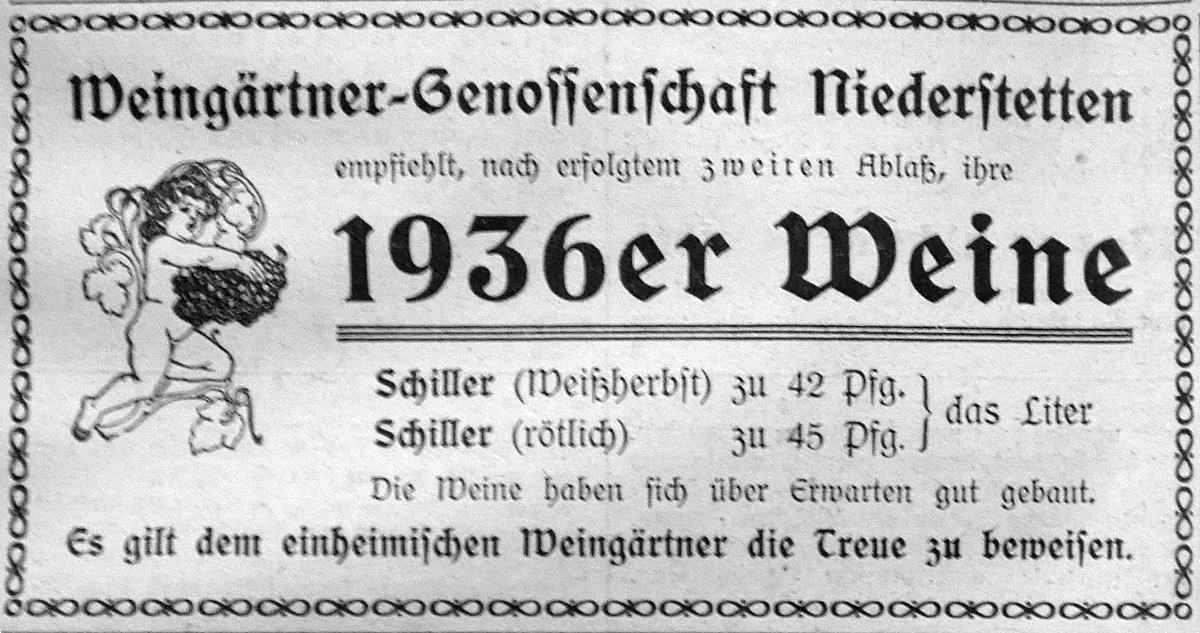 Weingärtner-Genossenschaft Niederstetten
empfiehlt, nach erfolgtem zweiten Ablaß, ihre
1936er Weine
Schiller (Weißherbst) zu 42 Pfg. } das Liter
Schiller (rötlich) zu 45 Pfg.
Die Weine haben sich über Erwarten gut gebaut.
Es gilt dem einheimischen Weingärtner die Treue zu beweisen.